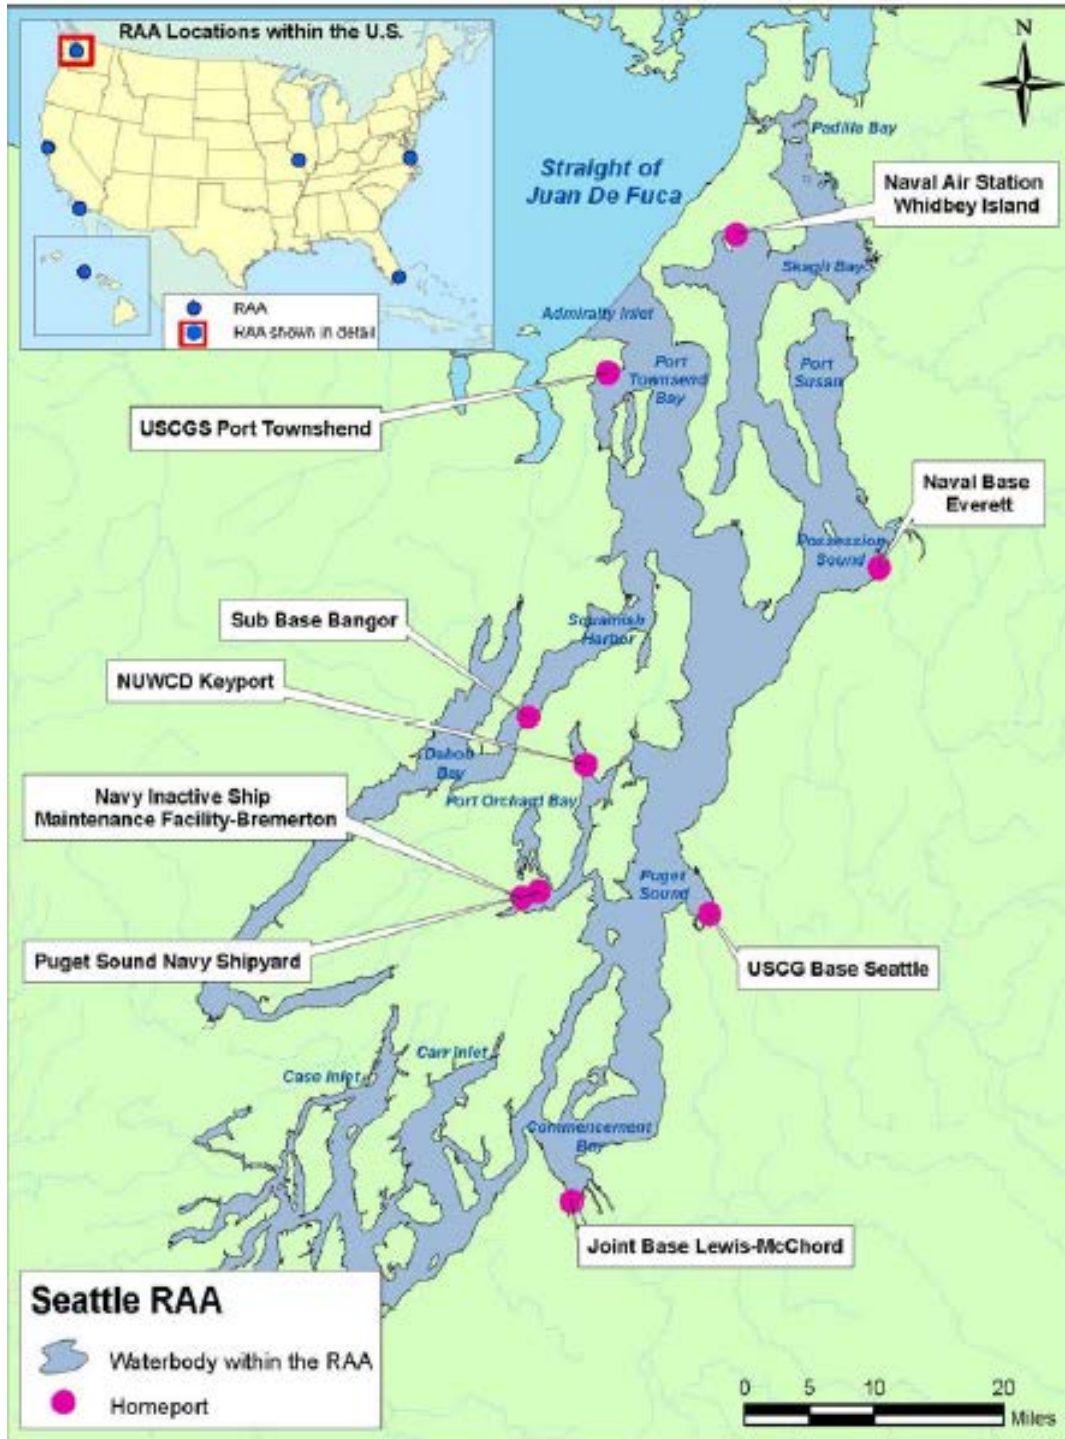 RAA Locations within the U.S.
RAA
RAA shown in detail
N
Padilla Bay
Straight of
Juan De Fuca
Naval Air Station
Whidbey Island
Skagit Bay
Admiralty Inlet
Port
Townsend
Bay
Port
Susan
USCGS Port Townshend
Naval Base
Everett
Possession
Sound
Sub Base Bangor
Squamish
Harbor
NUWCD Keyport
Dabob
Bay
Port Orchard Bay
Navy Inactive Ship
Maintenance Facility-Bremerton
Puget
Sound
Puget Sound Navy Shipyard
USCG Base Seattle
Carr Inlet
Case Inlet
Commencement
Bay
Joint Base Lewis-McChord
Seattle RAA
Waterbody within the RAA
Homeport
0 5 10 20
Miles